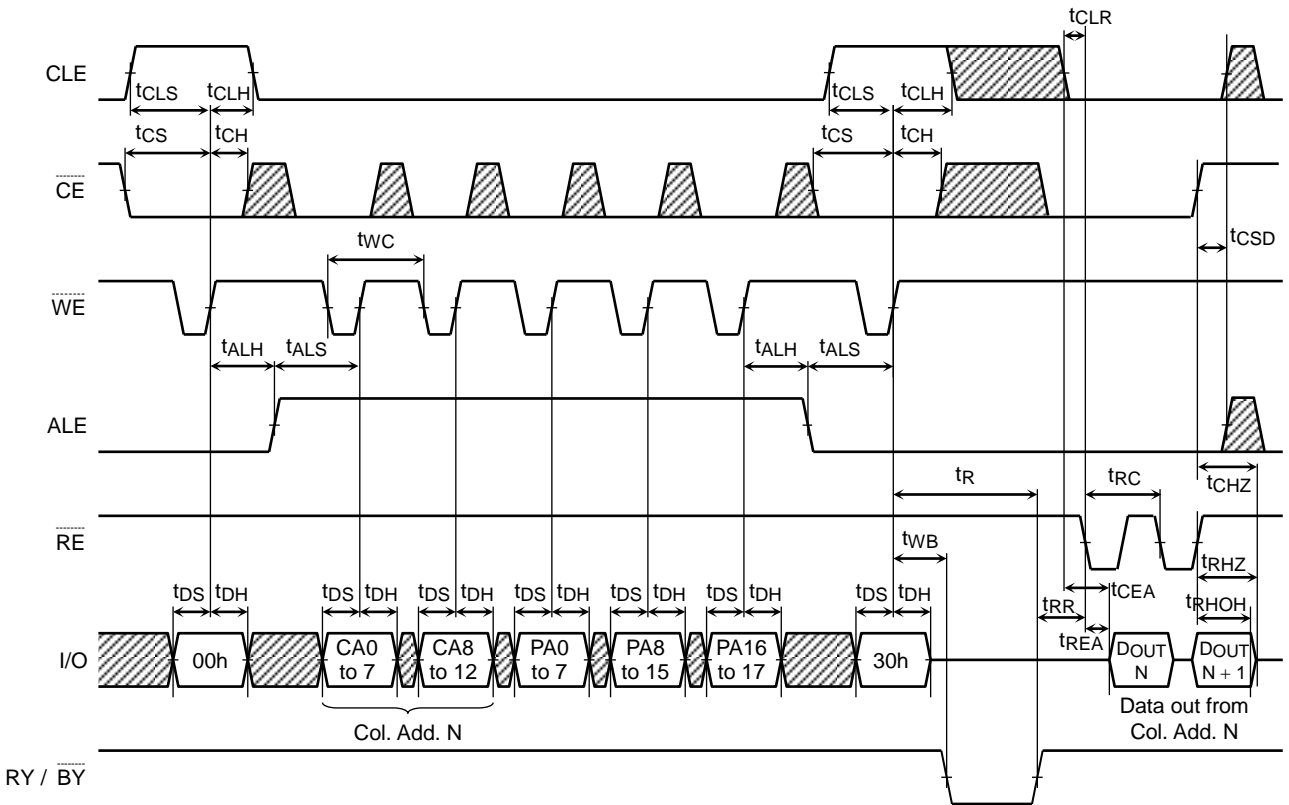 tCLR
CLE
tCLS tCLH tCLS tCLH
tCS tCH tCS tCH
CE
tWC tCSD
WE
tALH tALS tALH tALS
ALE
tR tRC tCHZ
RE
tWB
tDS tDH tDS tDH tDS tDH tDS tDH tDS tDH tDS tDH tDS tDH tRHZ
tCEA
tRR tRHOH
tREA
I/O 00h CA0 to 7 CA8 to 12 PA0 to 7 PA8 to 15 PA16 to 17 30h DOUT N DOUT N + 1
Col. Add. N
Data out from
Col. Add. N
RY / BY